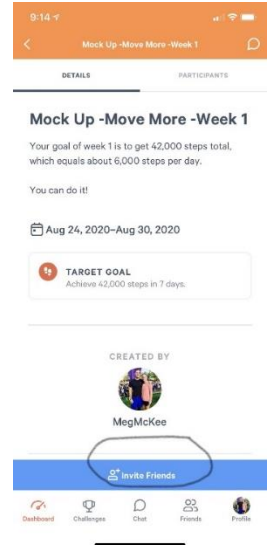 9:14
Mock Up -Move More -Week 1
DETAILS PARTICIPANTS
Mock Up -Move More -Week 1
Your goal of week 1 is to get 42,000 steps total,
which equals about 6,000 steps per day.
You can do it!
Aug 24, 2020-Aug 30, 2020
TARGET GOAL
Achieve 42,000 steps in 7 days.
CREATED BY
MegMcKee
Invite Friends
Dashboard Challenges Chat Friends Profile